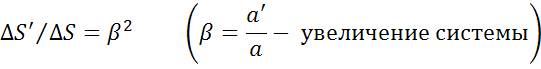 ΔS′/ΔS = β² (β = a′/a − увеличение системы)